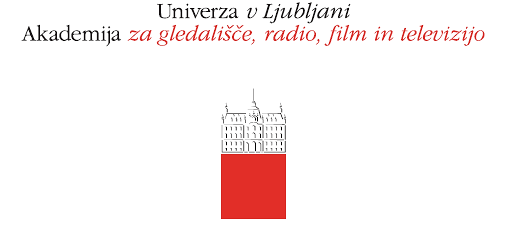 Univerza v Ljubljani
Akademija za gledališče, radio, film in televizijo